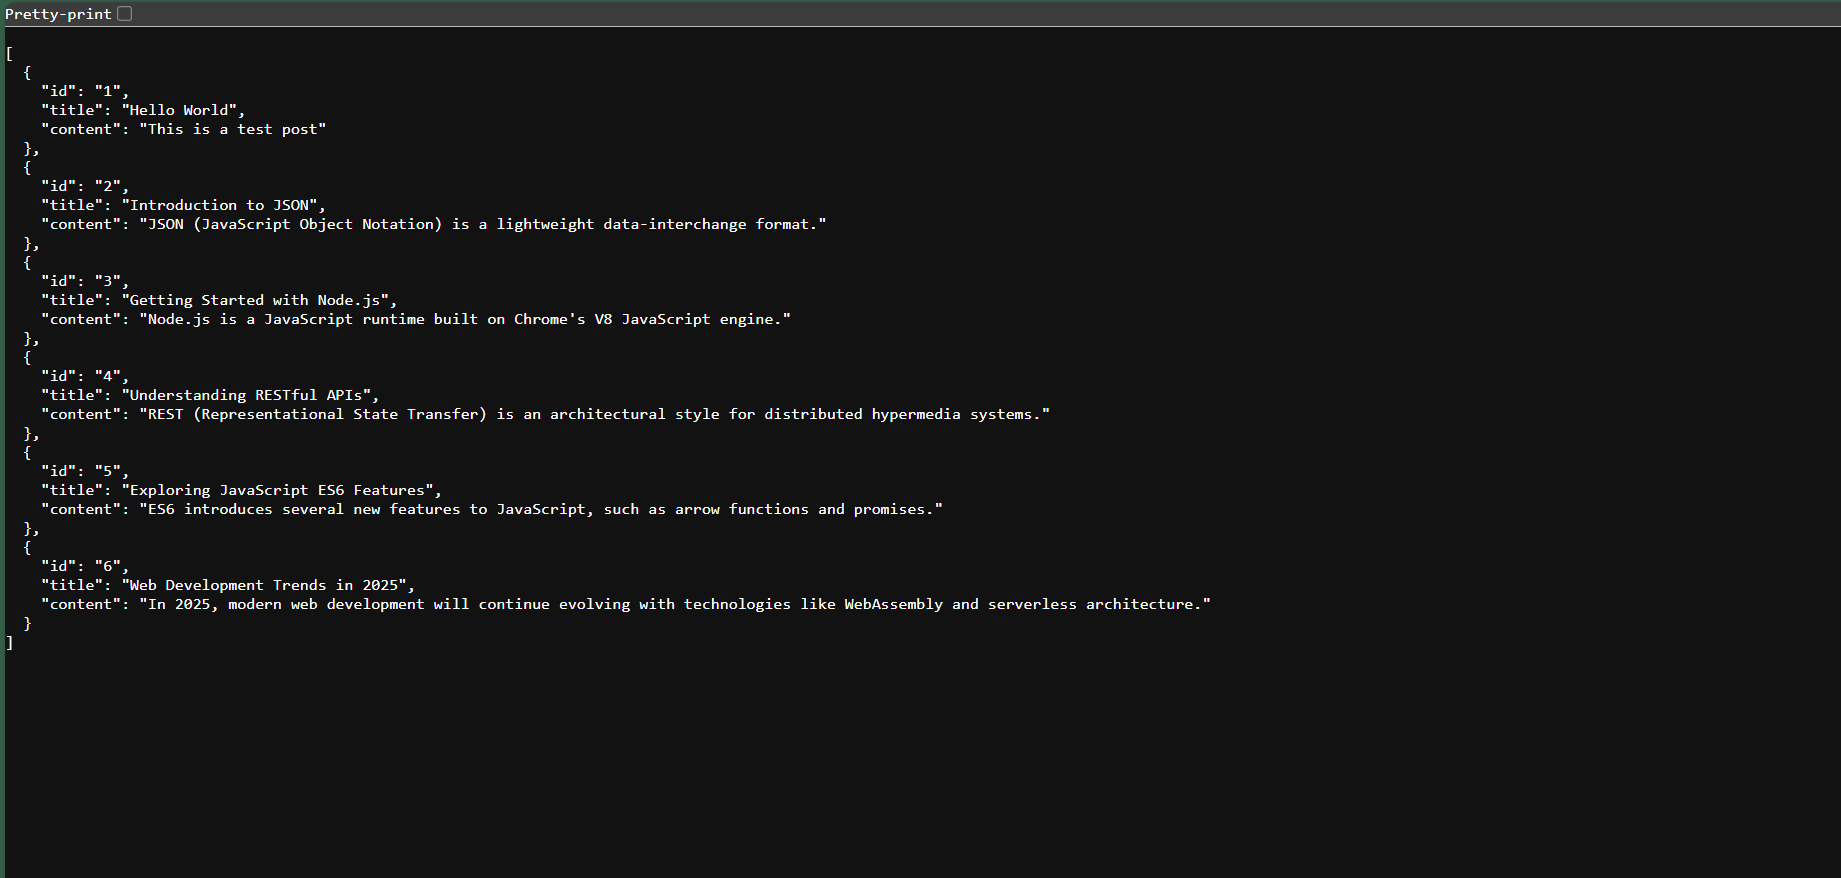 Pretty-print
[
  {
    "id": "1",
    "title": "Hello World",
    "content": "This is a test post"
  },
  {
    "id": "2",
    "title": "Introduction to JSON",
    "content": "JSON (JavaScript Object Notation) is a lightweight data-interchange format."
  },
  {
    "id": "3",
    "title": "Getting Started with Node.js",
    "content": "Node.js is a JavaScript runtime built on Chrome's V8 JavaScript engine."
  },
  {
    "id": "4",
    "title": "Understanding RESTful APIs",
    "content": "REST (Representational State Transfer) is an architectural style for distributed hypermedia systems."
  },
  {
    "id": "5",
    "title": "Exploring JavaScript ES6 Features",
    "content": "ES6 introduces several new features to JavaScript, such as arrow functions and promises."
  },
  {
    "id": "6",
    "title": "Web Development Trends in 2025",
    "content": "In 2025, modern web development will continue evolving with technologies like WebAssembly and serverless architecture."
  }
]